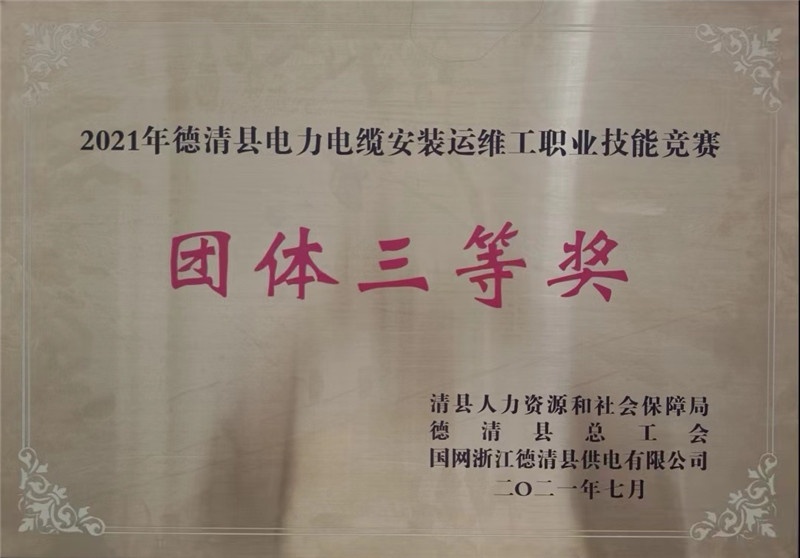 2021年德清县电力电缆安装运维工职业技能竞赛
团体三等奖
清县人力资源和社会保障局
德清县总工会
国网浙江德清县供电有限公司
二〇二一年七月